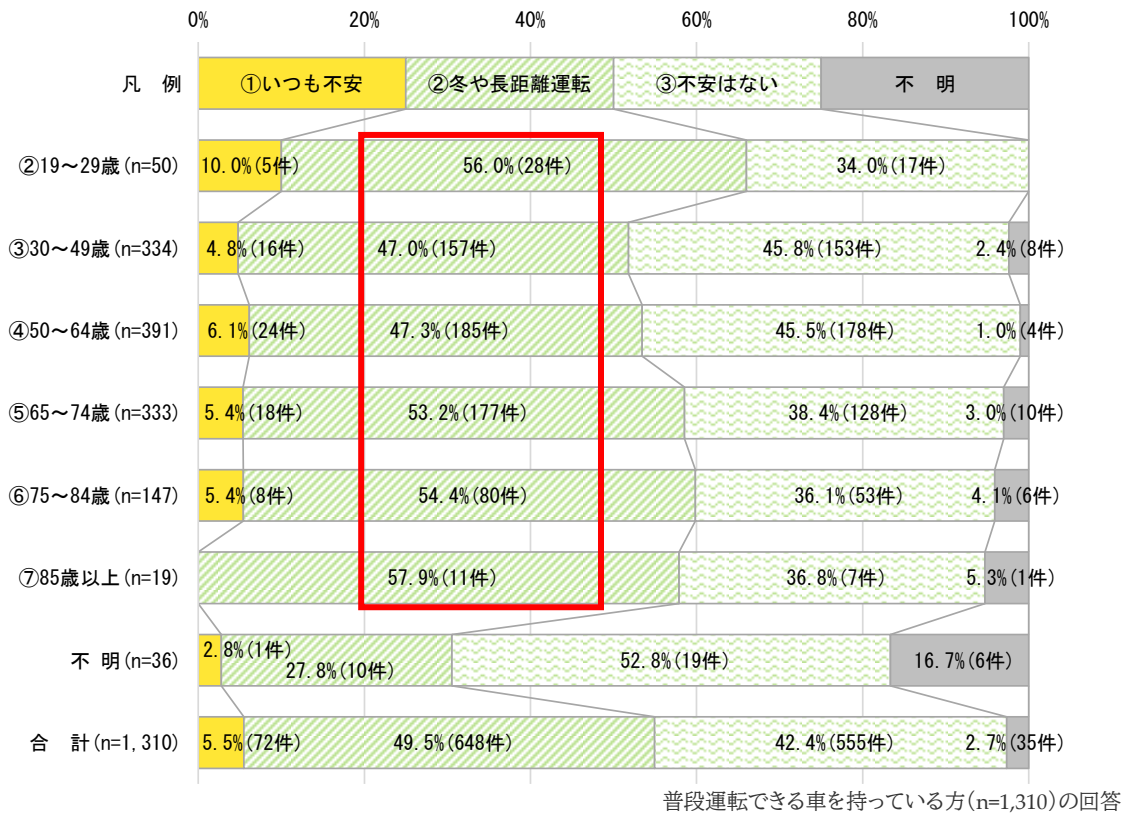 0% 20% 40% 60% 80% 100%
凡 例 ①いつも不安 ②冬や長距離運転 ③不安はない 不 明
②19～29歳(n=50) 10.0%(5件) 56.0%(28件) 34.0%(17件)
③30～49歳(n=334) 4.8%(16件) 47.0%(157件) 45.8%(153件) 2.4%(8件)
④50～64歳(n=391) 6.1%(24件) 47.3%(185件) 45.5%(178件) 1.0%(4件)
⑤65～74歳(n=333) 5.4%(18件) 53.2%(177件) 38.4%(128件) 3.0%(10件)
⑥75～84歳(n=147) 5.4%(8件) 54.4%(80件) 36.1%(53件) 4.1%(6件)
⑦85歳以上(n=19) 57.9%(11件) 36.8%(7件) 5.3%(1件)
不 明(n=36) 2.8%(1件) 27.8%(10件) 52.8%(19件) 16.7%(6件)
合 計(n=1,310) 5.5%(72件) 49.5%(648件) 42.4%(555件) 2.7%(35件)
普段運転できる車を持っている方(n=1,310)の回答